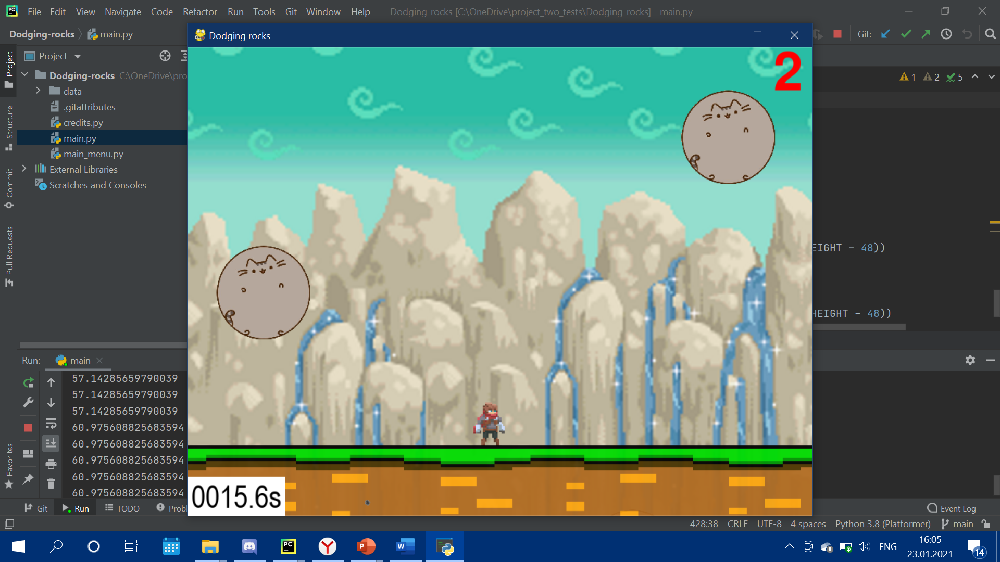 PC File Edit View Navigate Code Refactor Run Tools Git Window Help Dodging-rocks [C:\OneDrive\project_two_tests\Dodging-rocks] - main.py
Dodging-rocks main.py
Git:
Dodging rocks
Project
Project
Structure
Commit
Pull Requests
Favorites
Dodging-rocks C:\OneDrive\pro
data
.gitattributes
credits.py
main.py
main_menu.py
External Libraries
Scratches and Consoles
2
1 2 5
EIGHT - 48))
HEIGHT - 48))
Run: main
57.14285659790039
57.14285659790039
57.14285659790039
60.975608825683594
60.975608825683594
60.975608825683594
60.975608825683594
60.975608825683594
0015.6s
Git Run TODO Probl
Event Log
428:38 CRLF UTF-8 4 spaces Python 3.8 (Platformer) main
PC Y P W
ENG
16:05
23.01.2021
14